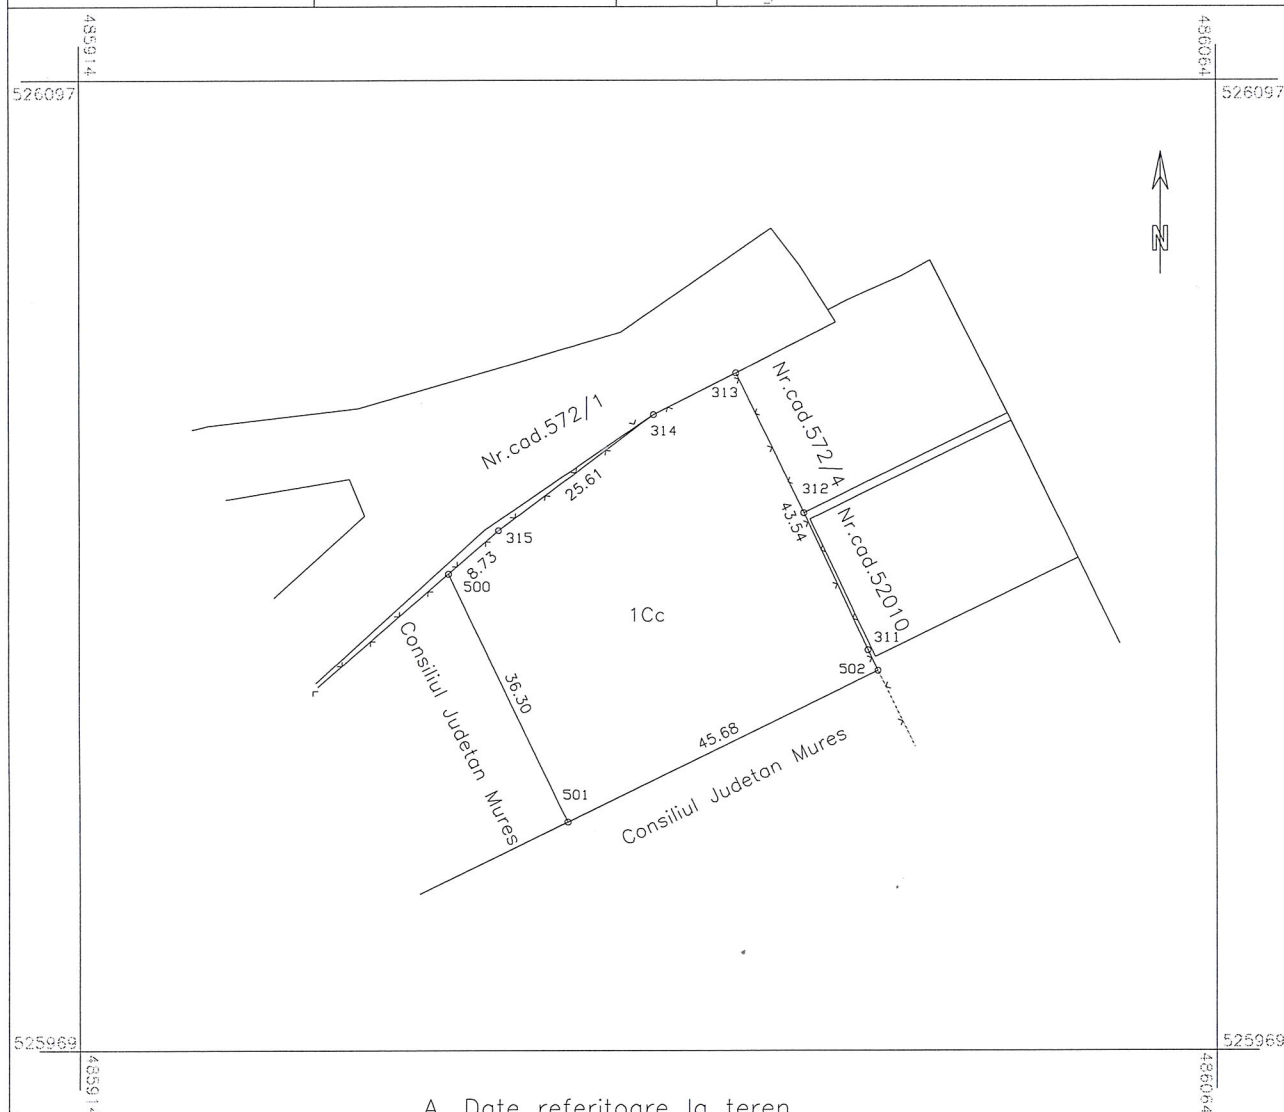 485914
486064
526097
526097
N
313
Nr.cad.572/4
Nr.cad.572/1
314
25.61
312
43.54
Nr.cad.52010
315
8.73
500
1Cc
311
502
Consiliul Judetan Mures
36.30
45.68
501
Consiliul Judetan Mures
525969
525969
485914
486064
A. Date referitoare la teren